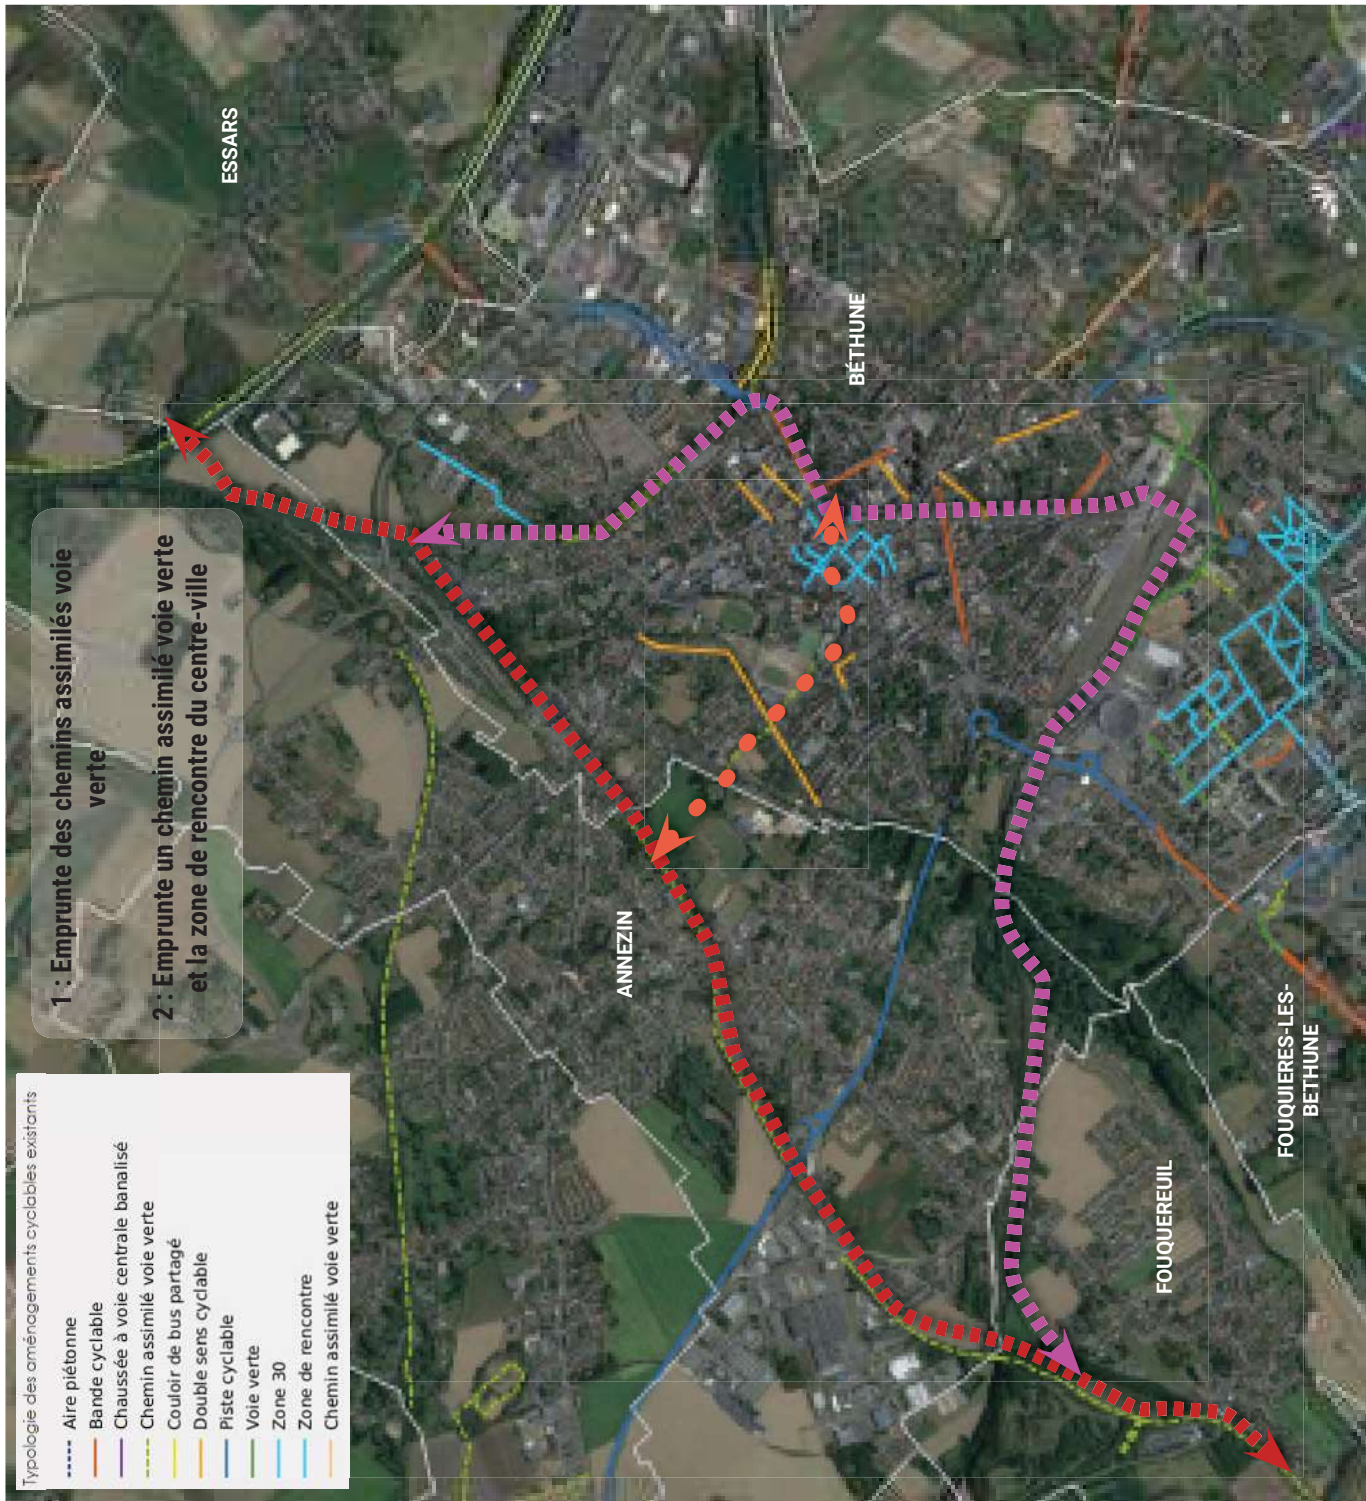 1 : Emprunte des chemins assimilés voie
verte
2 : Emprunte un chemin assimilé voie verte
et la zone de rencontre du centre-ville
Typologie des aménagements cyclables existants
Aire piétonne
Bande cyclable
Chaussée à voie centrale banalisé
Chemin assimilé voie verte
Couloir de bus partagé
Double sens cyclable
Piste cyclable
Voie verte
Zone 30
Zone de rencontre
Chemin assimilé voie verte
ESSARS
BÉTHUNE
ANNEZIN
FOUQUEREUIL
FOUQUIERES-LES-
BETHUNE